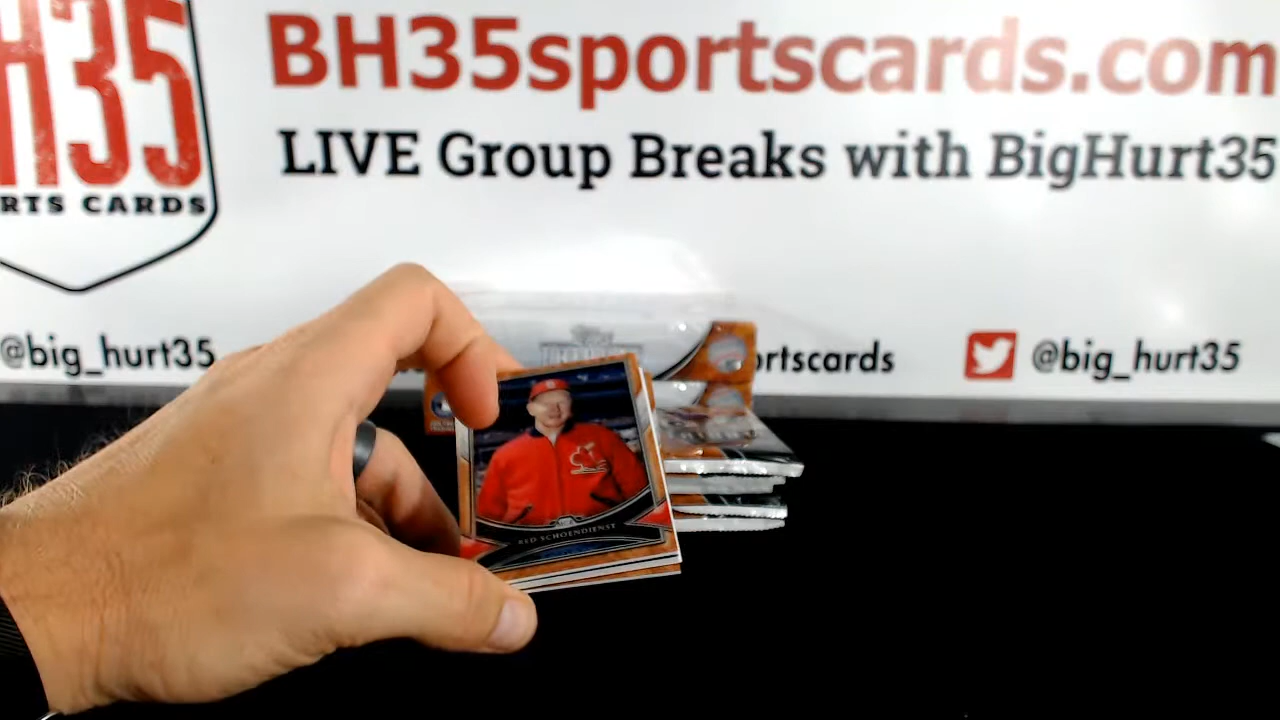 BH35sportscards.com
LIVE Group Breaks with BigHurt35
H35
RTS CARDS
@big_hurt35
ortscards
@big_hurt35
RED SCHOENDIENST